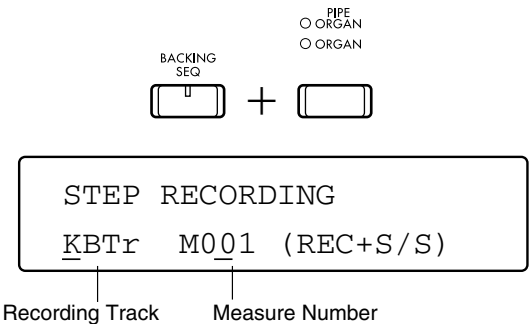 PIPE
ORGAN
ORGAN
BACKING
SEQ
+
STEP RECORDING
KBTr M001 (REC+S/S)
Recording Track Measure Number